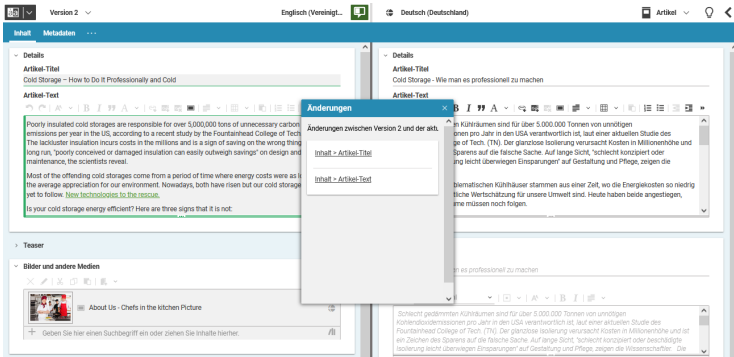 Version 2
Englisch (Vereinigt...
Deutsch (Deutschland)
Artikel
Inhalt Metadaten ···
Details
Artikel-Titel
Cold Storage – How to Do It Professionally and Cold
Artikel-Text
Poorly insulated cold storages are responsible for over 5,000,000 tons of unnecessary carbon
emissions per year in the US, according to a recent study by the Fountainhead College of Tech
The lackluster insulation incurs costs in the millions and is a sign of saving on the wrong thing
long run, "poorly conceived or damaged insulation can easily outweigh savings" on design and
maintenance, the scientists reveal.
Most of the offending cold storages come from a period of time where energy costs were as l
the average appreciation for our environment. Nowadays, both have risen but our cold storage
yet to follow. New technologies to the rescue.
Is your cold storage energy efficient? Here are three signs that it is not:
Teaser
Bilder und andere Medien
About Us - Chefs in the kitchen Picture
Geben Sie hier einen Suchbegriff ein oder ziehen Sie Inhalte hierher.
Änderungen
Änderungen zwischen Version 2 und der aktu
Inhalt > Artikel-Titel
Inhalt > Artikel-Text
Details
Artikel-Titel
Cold Storage - Wie man es professionell zu machen
Artikel-Text
n Kühlräumen sind für über 5.000.000 Tonnen von unnötigen
nen pro Jahr in den USA verantwortlich ist, laut einer aktuellen Studie des
ge of Tech. (TN). Der glanzlose Isolierung verursacht Kosten in Millionenhöhe und
Sparens auf die falsche Sache. Auf lange Sicht, "schlecht konzipiert oder
ung leicht überwiegen Einsparungen" auf Gestaltung und Pflege, zeigen die
blematischen Kühlhäuser stammen aus einer Zeit, wo die Energiekosten so niedrig
tliche Wertschätzung für unsere Umwelt sind. Heute haben beide angestiegen,
me müssen noch folgen.
n es professionell zu machen
Schlecht gedämmten Kühlräumen sind für über 5.000.000 Tonnen von unnötigen
Kohlendioxidemissionen pro Jahr in den USA verantwortlich ist, laut einer aktuellen Studie des
Fountainhead College of Tech. (TN). Der glanzlose Isolierung verursacht Kosten in Millionenhöhe und ist
ein Zeichen des Sparens auf die falsche Sache. Auf lange Sicht, "schlecht konzipiert oder beschädigte
Isolierung leicht überwiegen Einsparungen" auf Gestaltung und Pflege, zeigen die Wissenschaftler. Die